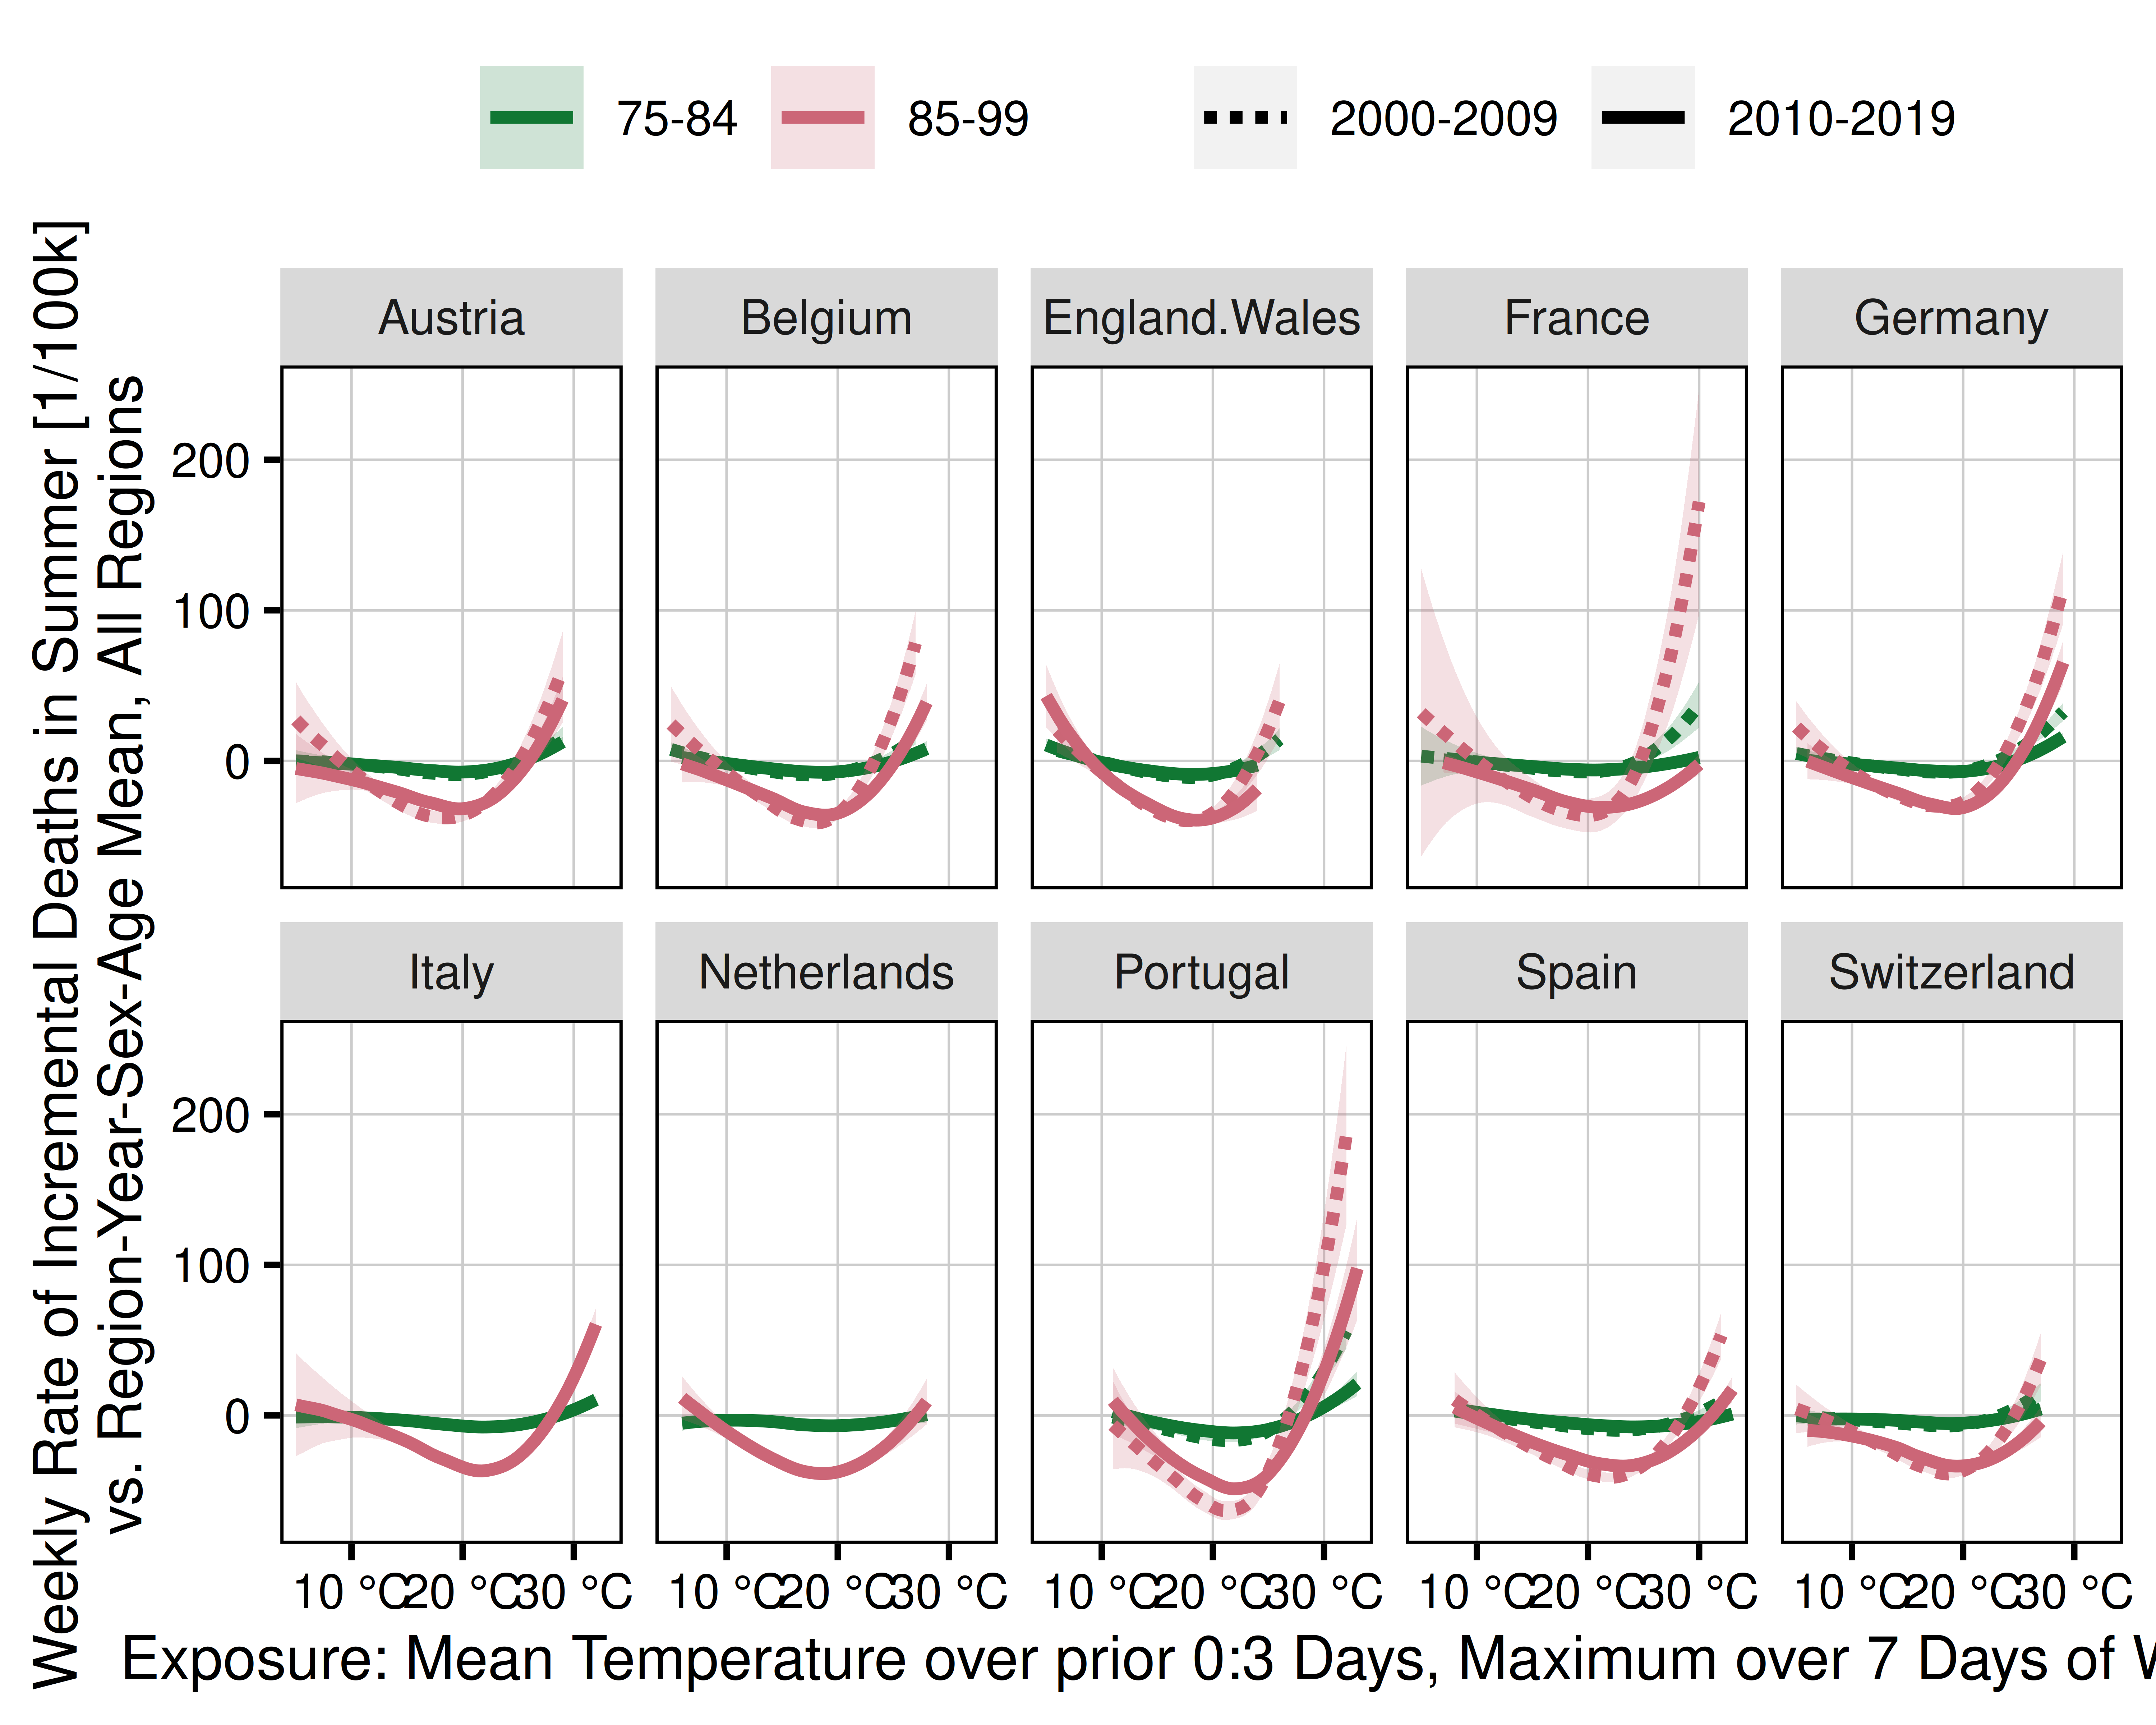 75-84 85-99 2000-2009 2010-2019
Weekly Rate of Incremental Deaths in Summer [1/100k]
vs. Region-Year-Sex-Age Mean, All Regions
Austria Belgium England.Wales France Germany
200
100
0
Italy Netherlands Portugal Spain Switzerland
200
100
0
10 °C 20 °C 30 °C 10 °C 20 °C 30 °C 10 °C 20 °C 30 °C 10 °C 20 °C 30 °C 10 °C 20 °C 30 °C
Exposure: Mean Temperature over prior 0:3 Days, Maximum over 7 Days of